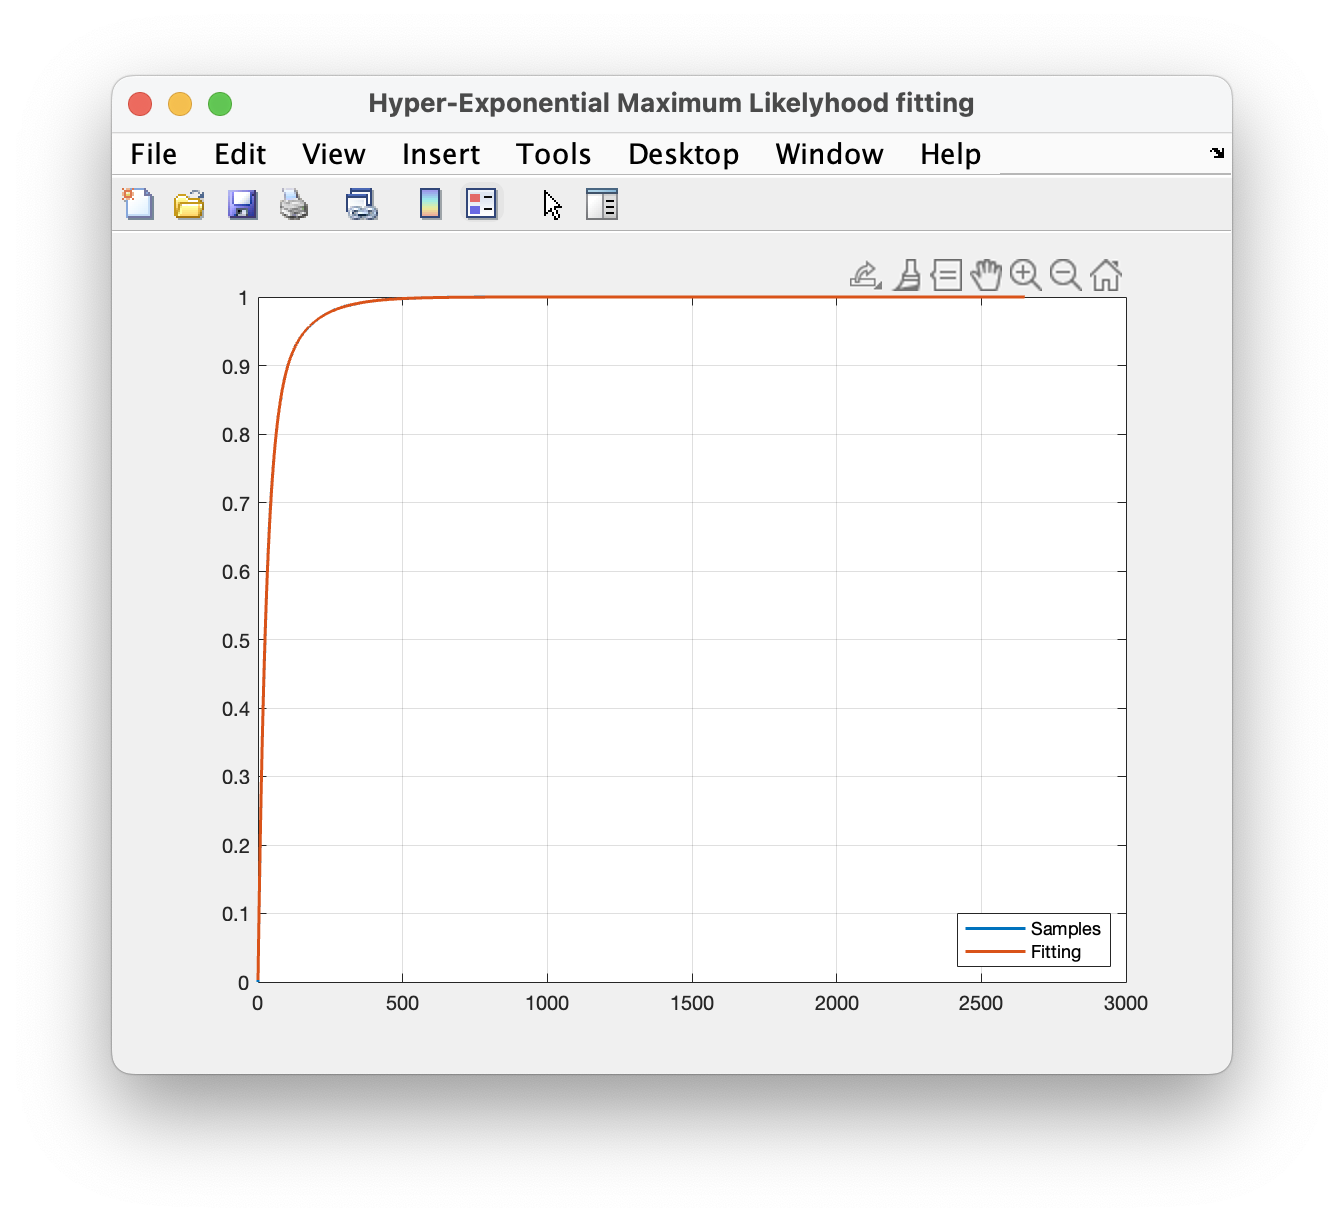 Hyper-Exponential Maximum Likelyhood fitting
File Edit View Insert Tools Desktop Window Help
1
0.9
0.8
0.7
0.6
0.5
0.4
0.3
0.2
0.1
0
0 500 1000 1500 2000 2500 3000
Samples
Fitting